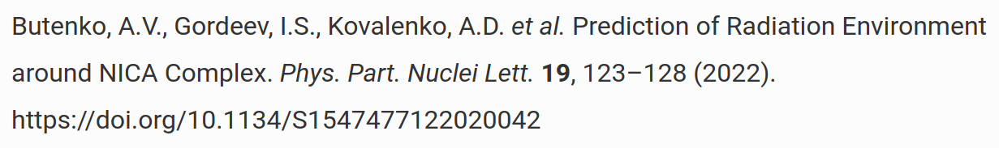 Butenko, A.V., Gordeev, I.S., Kovalenko, A.D. et al. Prediction of Radiation Environment
around NICA Complex. Phys. Part. Nuclei Lett. 19, 123–128 (2022).
https://doi.org/10.1134/S1547477122020042